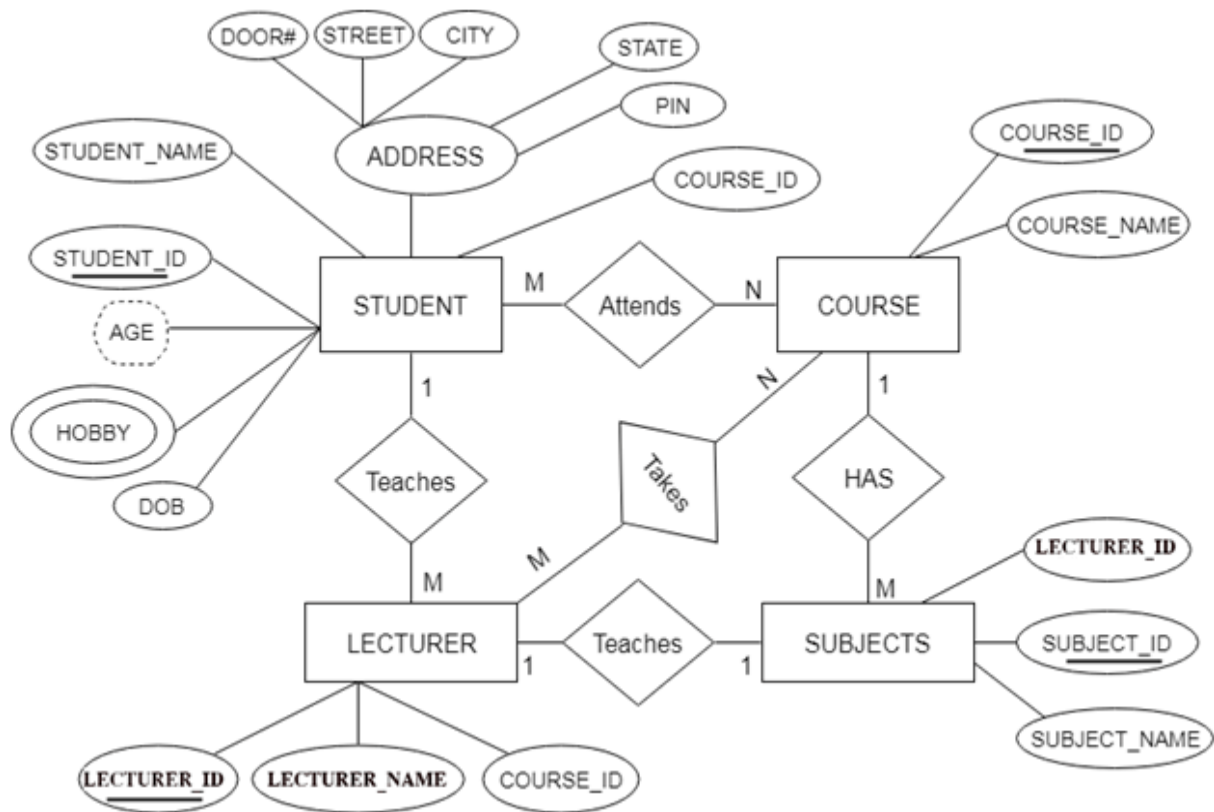 DOOR#
STREET
CITY
STATE
PIN
ADDRESS
STUDENT_NAME
COURSE_ID
COURSE_ID
COURSE_NAME
STUDENT_ID
AGE
HOBBY
DOB
STUDENT
M
Attends
N
COURSE
1
N
1
Teaches
Takes
HAS
M
M
M
LECTURER_ID
LECTURER
1
Teaches
1
SUBJECTS
SUBJECT_ID
SUBJECT_NAME
LECTURER_ID
LECTURER_NAME
COURSE_ID